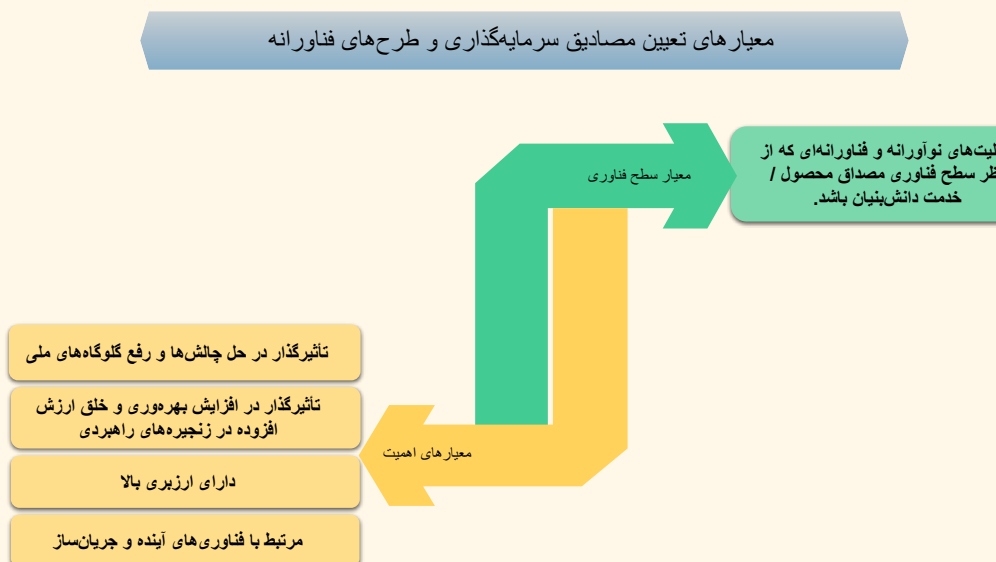 معیارهای تعیین مصادیق سرمایه‌گذاری و طرح‌های فناورانه
نوآورانه و فناورانه‌ای که از
سطح فناوری مصداق محصول /
خدمت دانش‌بنیان باشد.
معیار سطح فناوری
معیارهای اهمیت
تأثیرگذار در حل چالش‌ها و رفع گلوگاه‌های ملی
تأثیرگذار در افزایش بهره‌وری و خلق ارزش
افزوده در زنجیره‌های راهبردی
دارای ارزبری بالا
مرتبط با فناوری‌های آینده و جریان‌ساز